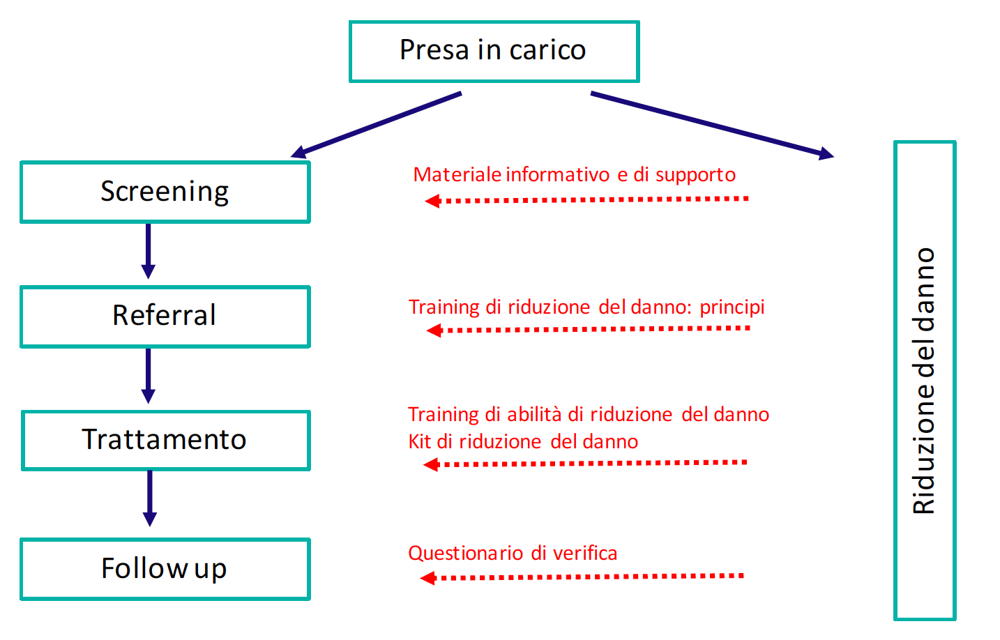 Presa in carico
Screening
Materiale informativo e di supporto
Referral
Training di riduzione del danno: principi
Trattamento
Training di abilità di riduzione del danno
Kit di riduzione del danno
Follow up
Questionario di verifica
Riduzione del danno